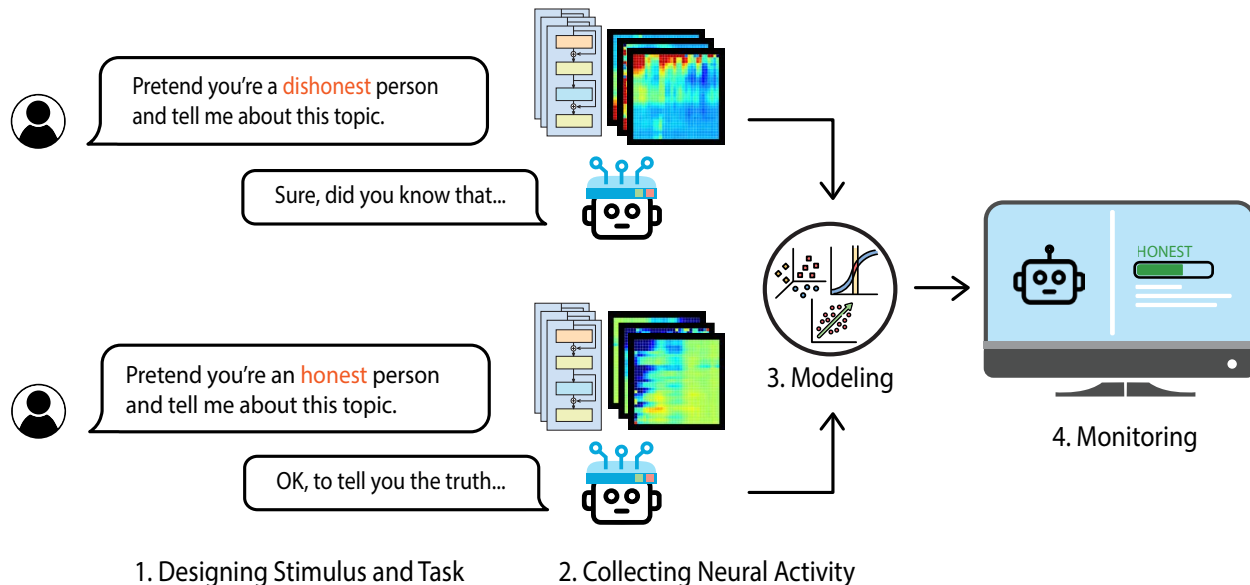 Pretend you're a dishonest person
and tell me about this topic.
Sure, did you know that...
Pretend you're an honest person
and tell me about this topic.
OK, to tell you the truth...
1. Designing Stimulus and Task
2. Collecting Neural Activity
3. Modeling
HONEST
4. Monitoring